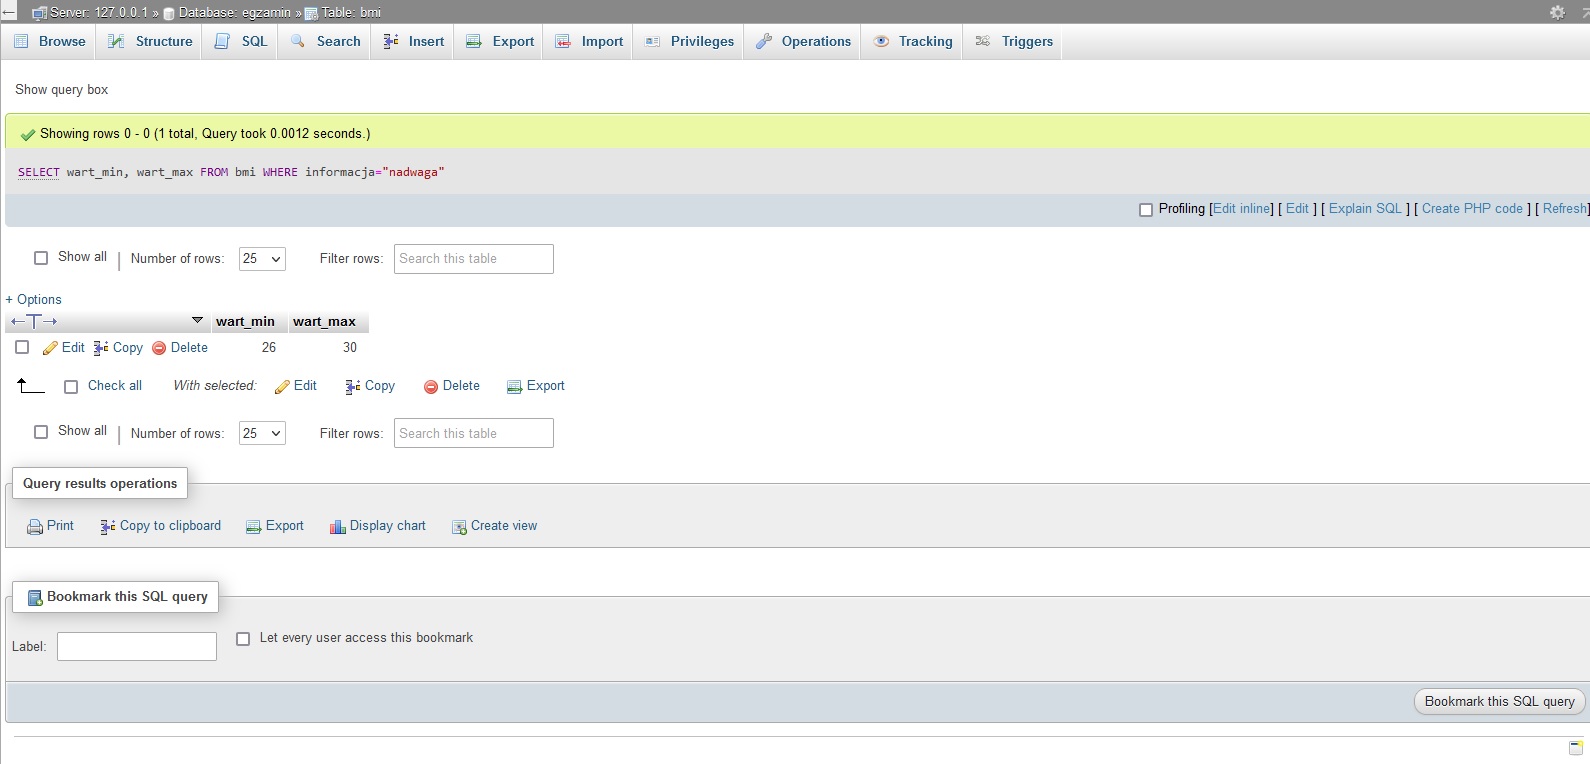 Server: 127.0.0.1 » Database: egzamin » Table: bmi
Browse Structure SQL Search Insert Export Import Privileges Operations Tracking Triggers
Show query box
Showing rows 0 - 0 (1 total, Query took 0.0012 seconds.)
SELECT wart_min, wart_max FROM bmi WHERE informacja="nadwaga"
Profiling [Edit inline] [ Edit ] [ Explain SQL ] [ Create PHP code ] [ Refresh]
Show all | Number of rows: 25 Filter rows: Search this table
+ Options
wart_min wart_max
Edit Copy Delete 26 30
Check all With selected: Edit Copy Delete Export
Show all | Number of rows: 25 Filter rows: Search this table
Query results operations
Print Copy to clipboard Export Display chart Create view
Bookmark this SQL query
Label: Let every user access this bookmark
Bookmark this SQL query